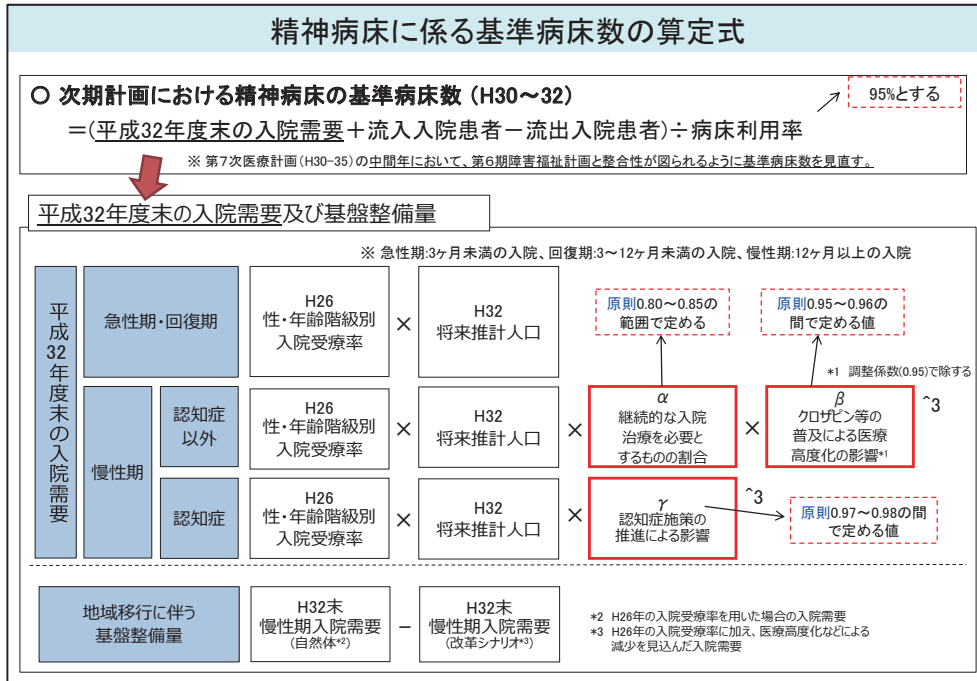 精神病床に係る基準病床数の算定式
○ 次期計画における精神病床の基準病床数 (H30~32)
95%とする
=(平成32年度末の入院需要+流入入院患者-流出入院患者)÷病床利用率
※ 第7次医療計画(H30-35)の中間年において、第6期障害福祉計画と整合性が図られるように基準病床数を見直す。
平成32年度末の入院需要及び基盤整備量
※ 急性期:3ヶ月未満の入院、回復期:3~12ヶ月未満の入院、慢性期:12ヶ月以上の入院
平成32年度末の入院需要
急性期・回復期
H26
性・年齢階級別
入院受療率
×
H32
将来推計人口
原則0.80~0.85の
範囲で定める
原則0.95~0.96の
間で定める値
*1 調整係数(0.95)で除する
慢性期
認知症
以外
H26
性・年齢階級別
入院受療率
×
H32
将来推計人口
×
α
継続的な入院
治療を必要と
するものの割合
×
β
クロザピン等の
普及による医療
高度化の影響*1
^3
認知症
H26
性・年齢階級別
入院受療率
×
H32
将来推計人口
×
γ
認知症施策の
推進による影響
^3
原則0.97~0.98の間
で定める値
地域移行に伴う
基盤整備量
H32末
慢性期入院需要
(自然体*2)
−
H32末
慢性期入院需要
(改革シナリオ*3)
*2 H26年の入院受療率を用いた場合の入院需要
*3 H26年の入院受療率に加え、医療高度化などによる
減少を見込んだ入院需要